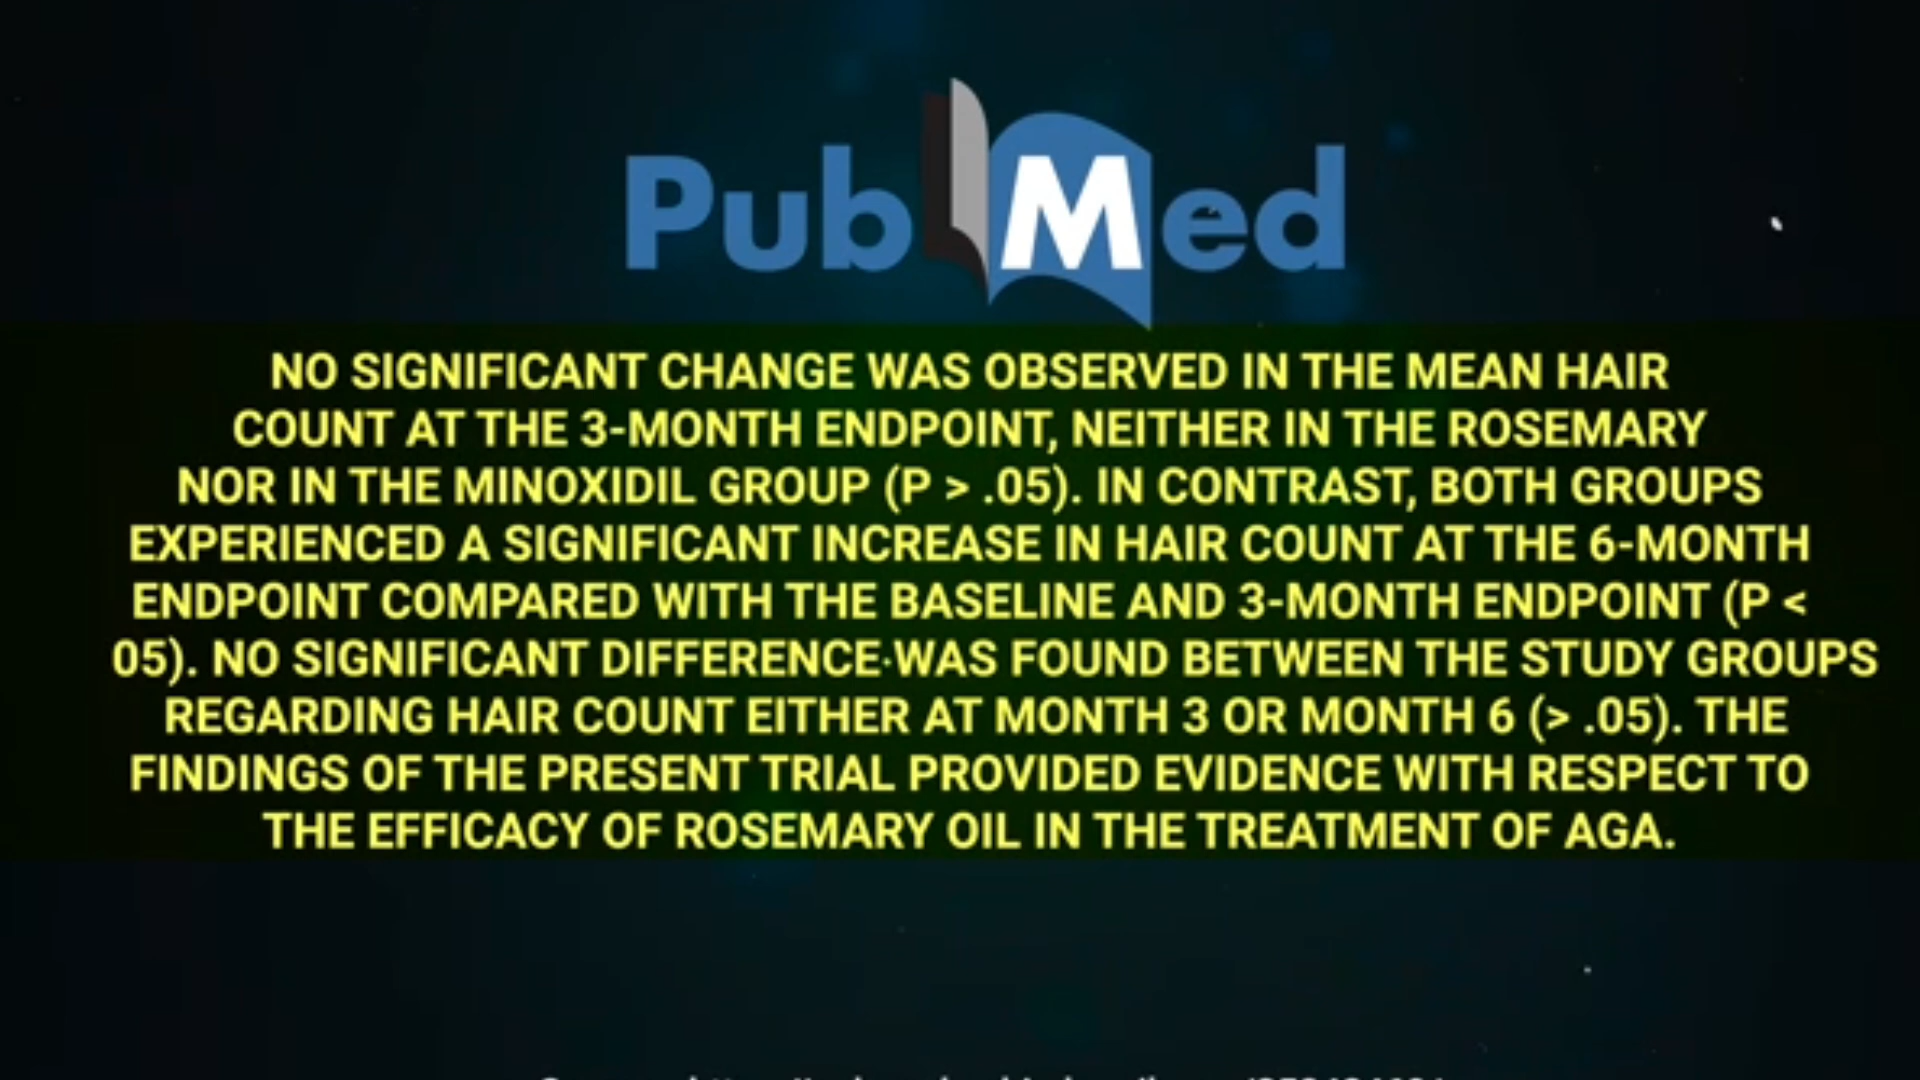 PubMed
NO SIGNIFICANT CHANGE WAS OBSERVED IN THE MEAN HAIR
COUNT AT THE 3-MONTH ENDPOINT, NEITHER IN THE ROSEMARY
NOR IN THE MINOXIDIL GROUP (P > .05). IN CONTRAST, BOTH GROUPS
EXPERIENCED A SIGNIFICANT INCREASE IN HAIR COUNT AT THE 6-MONTH
ENDPOINT COMPARED WITH THE BASELINE AND 3-MONTH ENDPOINT (P <
05). NO SIGNIFICANT DIFFERENCE WAS FOUND BETWEEN THE STUDY GROUPS
REGARDING HAIR COUNT EITHER AT MONTH 3 OR MONTH 6 (> .05). THE
FINDINGS OF THE PRESENT TRIAL PROVIDED EVIDENCE WITH RESPECT TO
THE EFFICACY OF ROSEMARY OIL IN THE TREATMENT OF AGA.